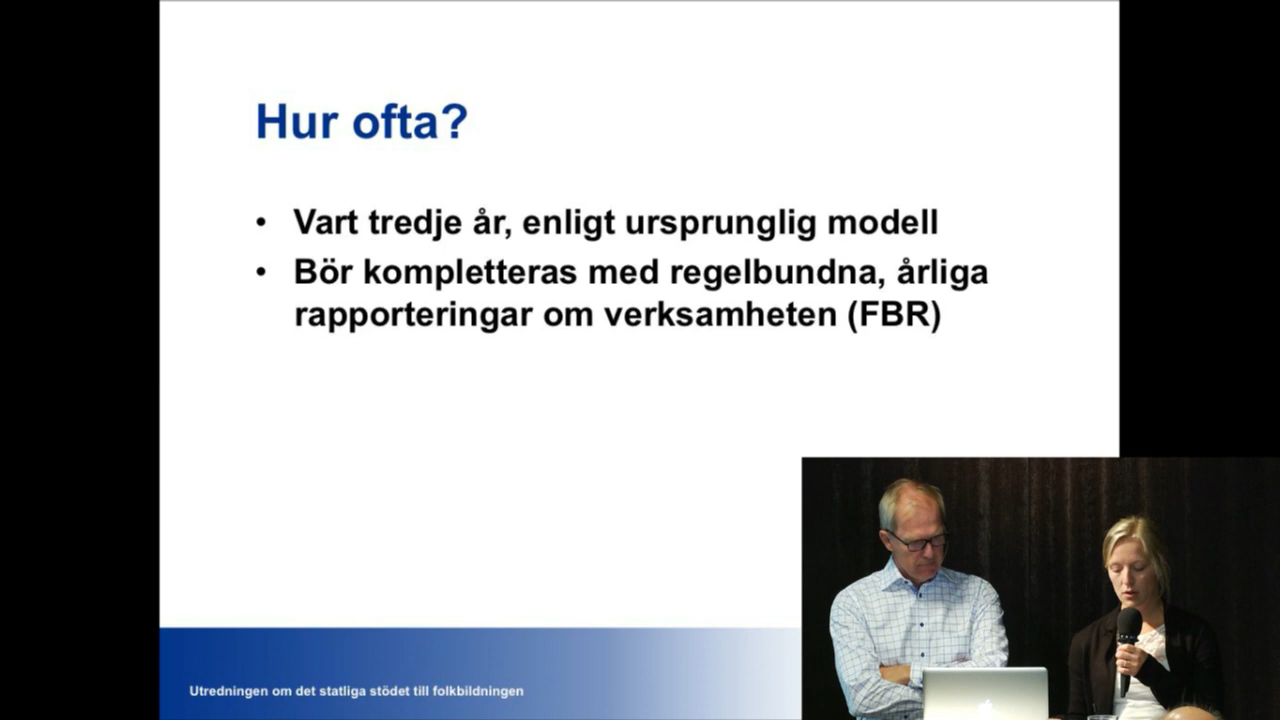 Hur ofta?
• Vart tredje år, enligt ursprunglig modell
• Bör kompletteras med regelbundna, årliga
rapporteringar om verksamheten (FBR)
Utredningen om det statliga stödet till folkbildningen